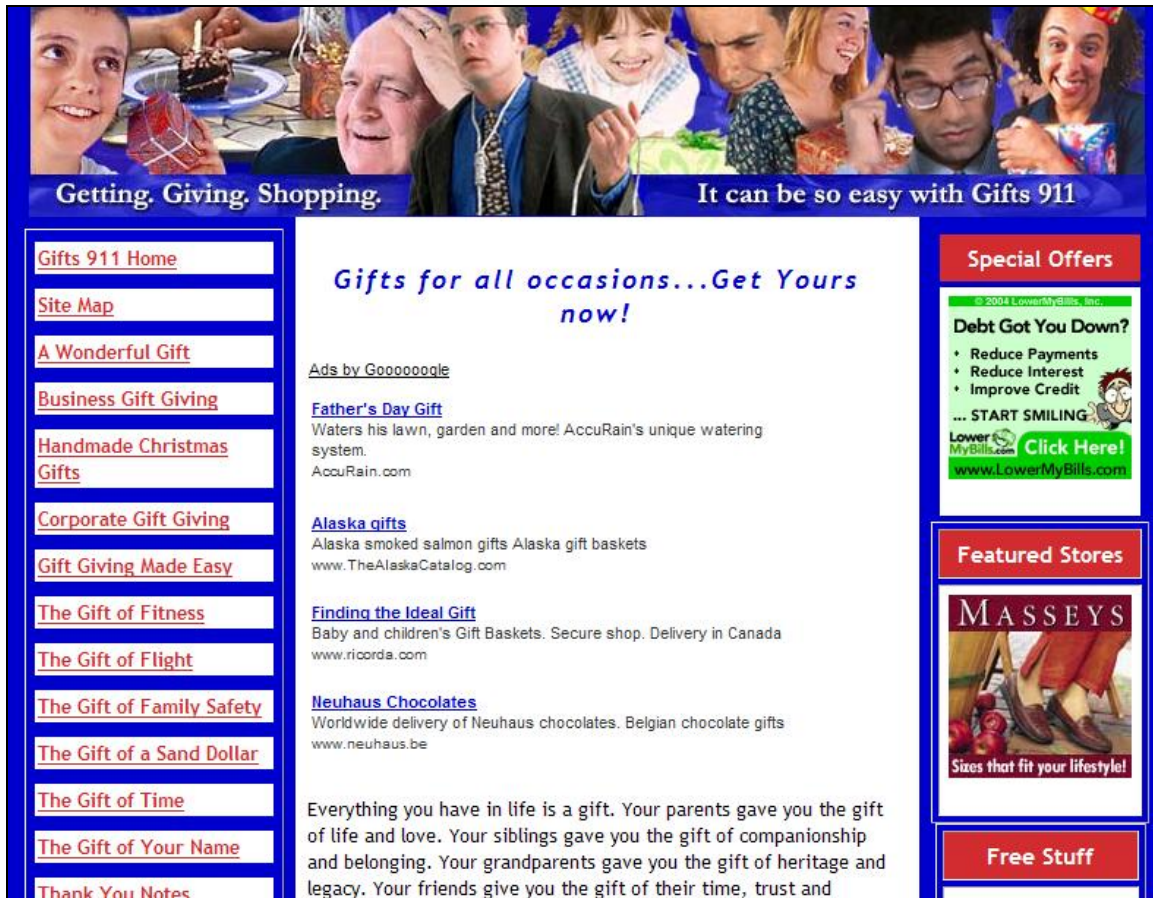 Getting. Giving. Shopping.
It can be so easy with Gifts 911
Gifts 911 Home
Site Map
A Wonderful Gift
Business Gift Giving
Handmade Christmas
Gifts
Corporate Gift Giving
Gift Giving Made Easy
The Gift of Fitness
The Gift of Flight
The Gift of Family Safety
The Gift of a Sand Dollar
The Gift of Time
The Gift of Your Name
Thank You Notes
Gifts for all occasions...Get Yours
now!
Ads by Goooooogle
Father's Day Gift
Waters his lawn, garden and more! AccuRain's unique watering
system.
AccuRain.com
Alaska gifts
Alaska smoked salmon gifts Alaska gift baskets
www.TheAlaskaCatalog.com
Finding the Ideal Gift
Baby and children's Gift Baskets. Secure shop. Delivery in Canada
www.ricorda.com
Neuhaus Chocolates
Worldwide delivery of Neuhaus chocolates. Belgian chocolate gifts
www.neuhaus.be
Everything you have in life is a gift. Your parents gave you the gift
of life and love. Your siblings gave you the gift of companionship
and belonging. Your grandparents gave you the gift of heritage and
legacy. Your friends give you the gift of their time, trust and
Special Offers
© 2004 LowerMyBills, Inc.
Debt Got You Down?
• Reduce Payments
• Reduce Interest
• Improve Credit
... START SMILING
Lower
MyBills.com
Click Here!
www.LowerMyBills.com
Featured Stores
MASSEYS
Sizes that fit your lifestyle!
Free Stuff